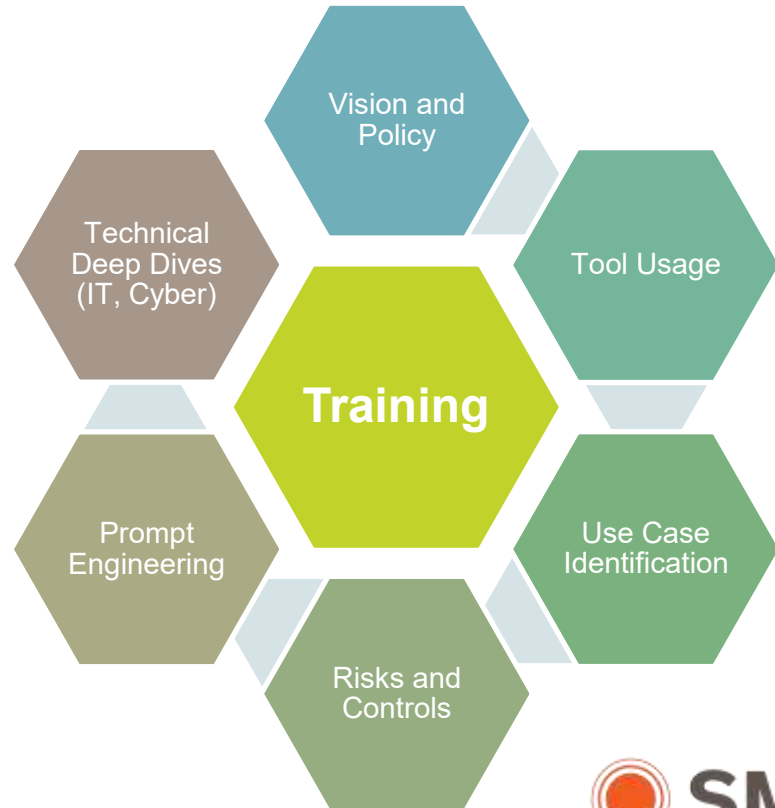 Vision and
Policy
Tool Usage
Use Case
Identification
Risks and
Controls
Prompt
Engineering
Technical
Deep Dives
(IT, Cyber)
Training